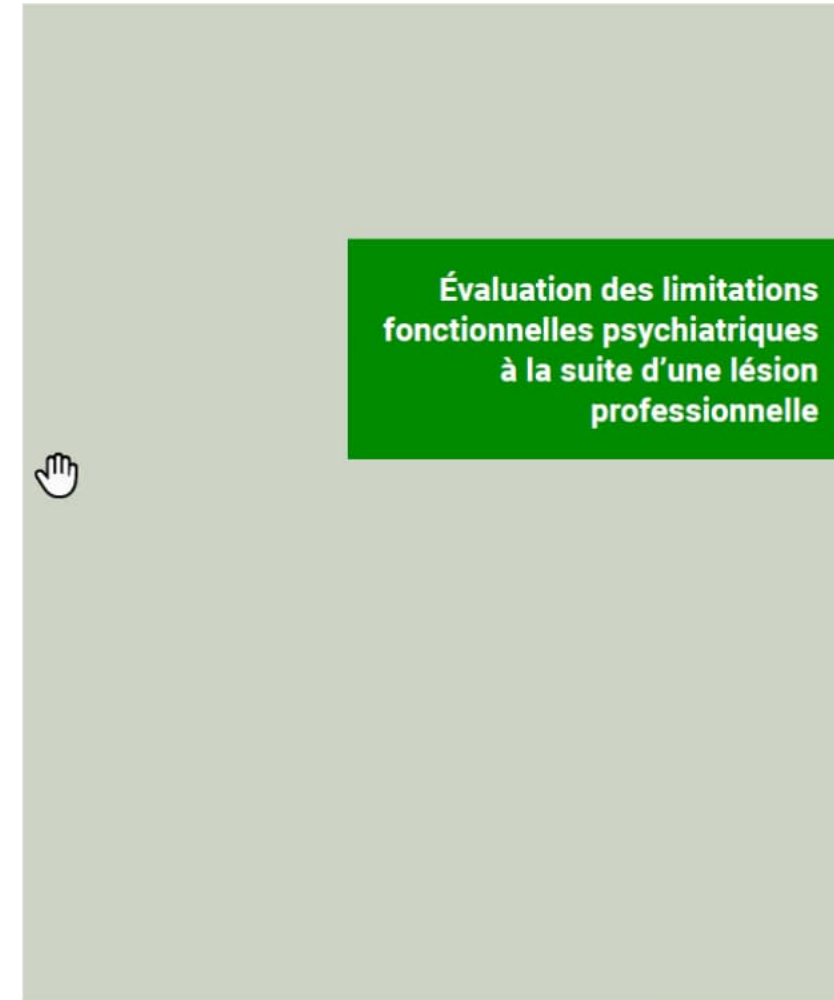 Évaluation des limitations
fonctionnelles psychiatriques
à la suite d’une lésion
professionnelle